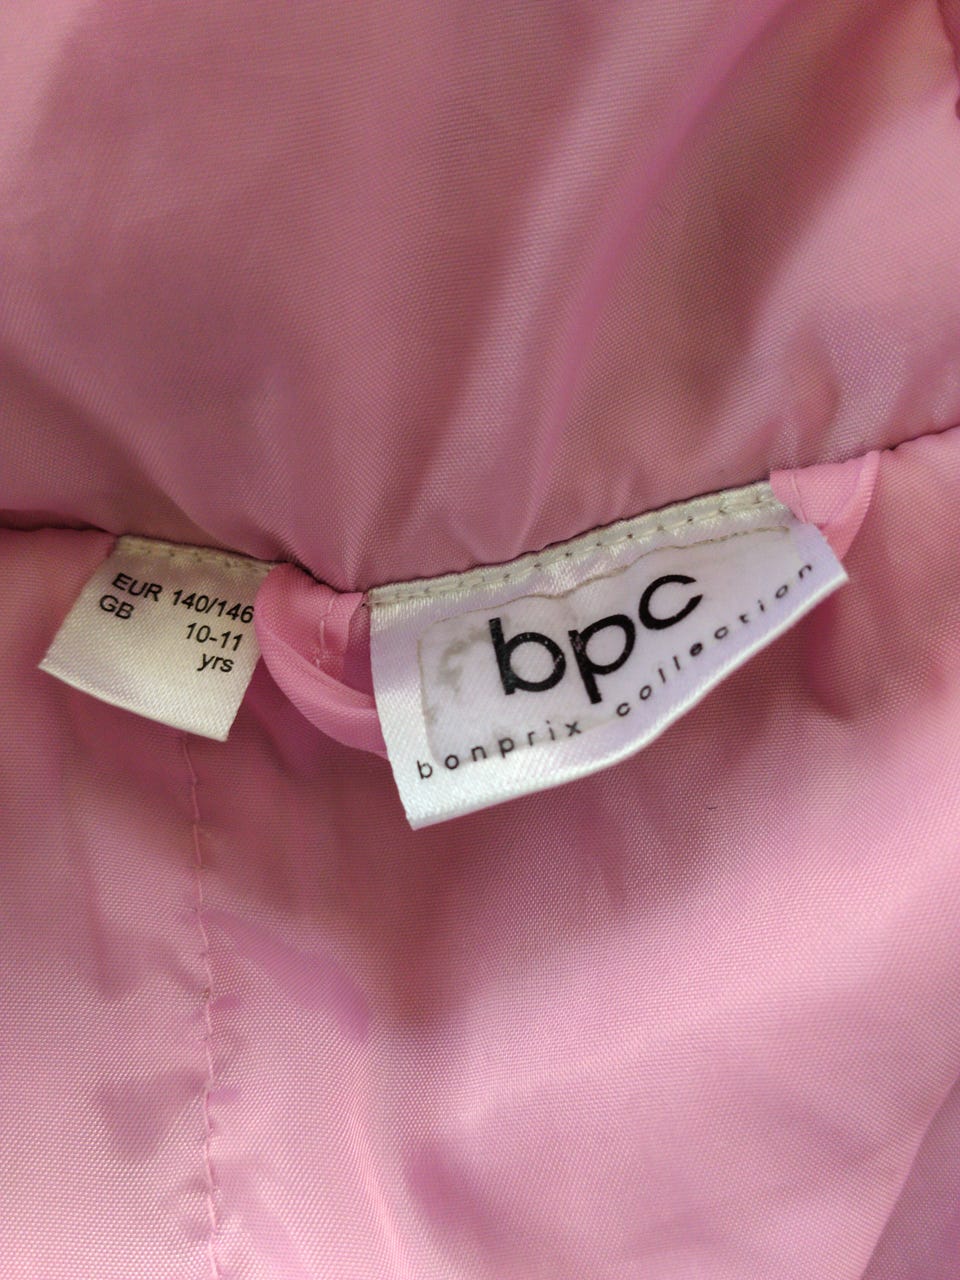 EUR 140/146
GB 10-11
yrs
bpc
bonprix collection